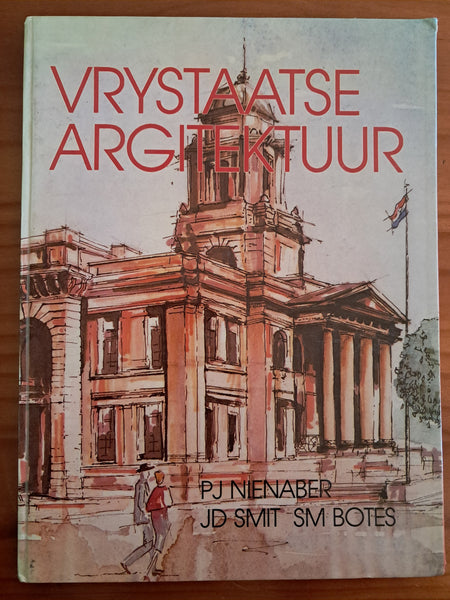 VRYSTAATSE
ARGITEKTUUR
PJ NIENABER
JD SMIT SM BOTES